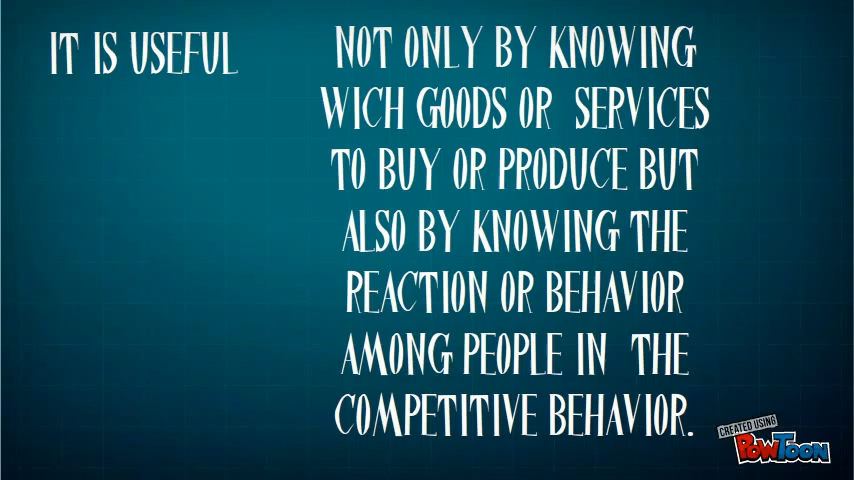 IT IS USEFUL
NOT ONLY BY KNOWING
WICH GOODS OR SERVICES
TO BUY OR PRODUCE BUT
ALSO BY KNOWING THE
REACTION OR BEHAVIOR
AMONG PEOPLE IN THE
COMPETITIVE BEHAVIOR.
CREATED USING
POWTOON